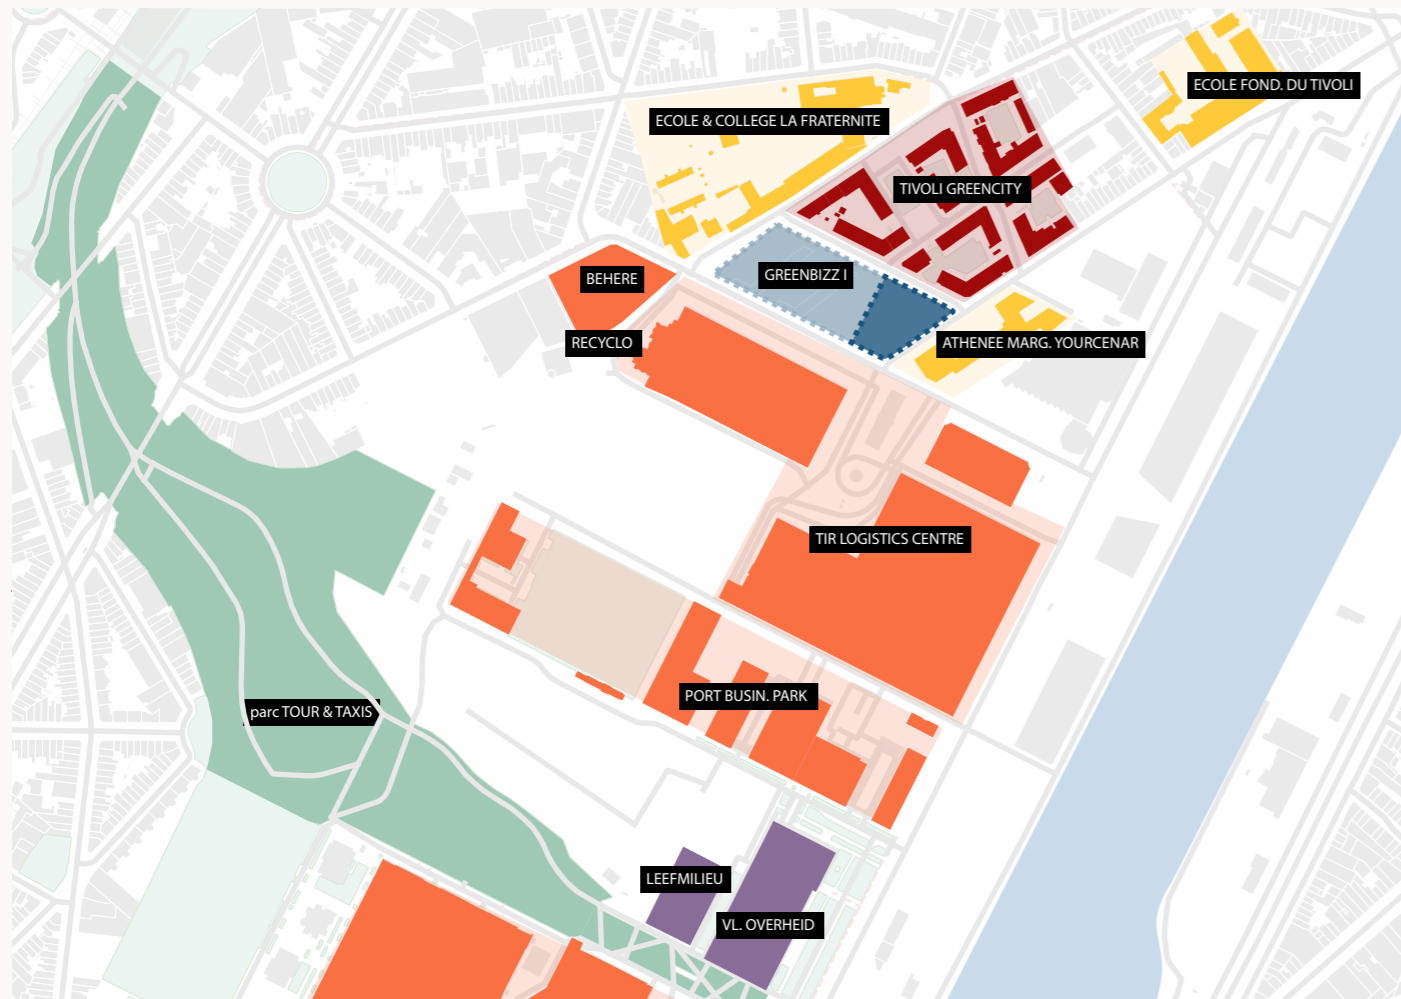 ECOLE FOND. DU TIVOLI
ECOLE & COLLEGE LA FRATERNITE
TIVOLI GREENCITY
GREENBIZZ I
BEHERE
RECYCLO
ATHENEE MARG. YOURCENAR
TIR LOGISTICS CENTRE
PORT BUSIN. PARK
parc TOUR & TAXIS
LEEFMILIEU
VL. OVERHEID